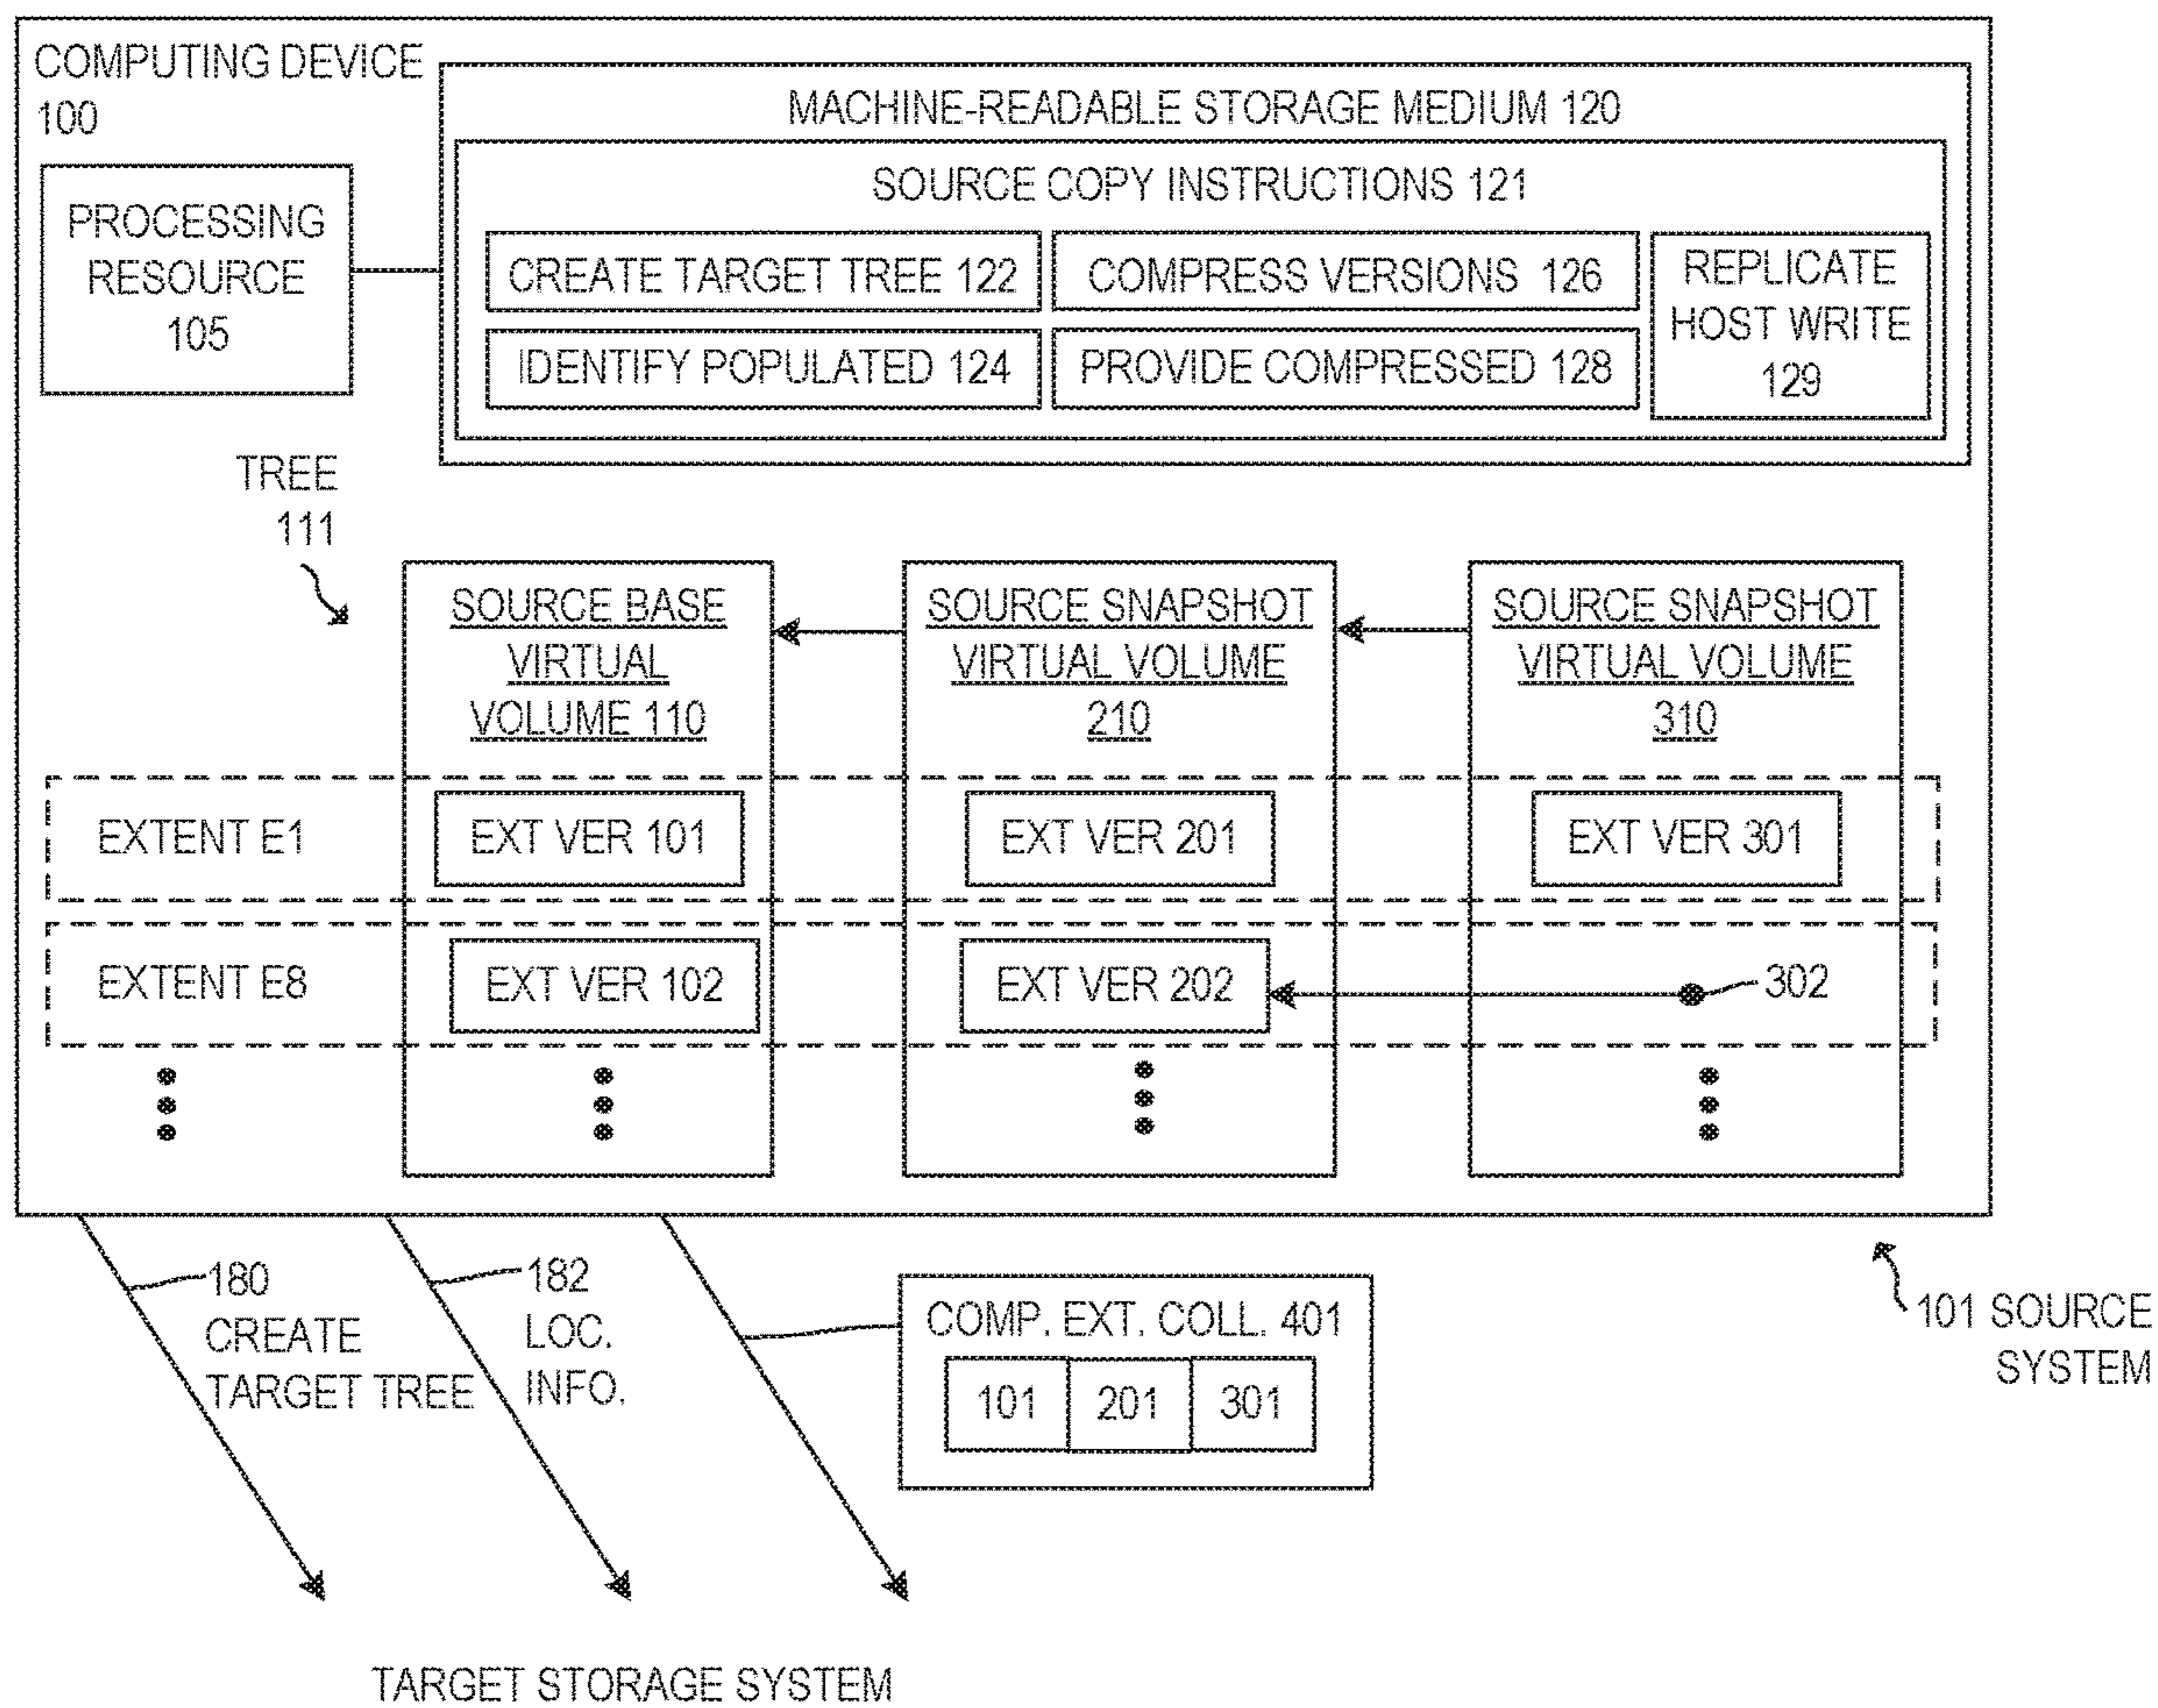 COMPUTING DEVICE
100
MACHINE-READABLE STORAGE MEDIUM 120
SOURCE COPY INSTRUCTIONS 121
PROCESSING
RESOURCE
105
CREATE TARGET TREE 122
COMPRESS VERSIONS 126
REPLICATE
HOST WRITE
129
IDENTIFY POPULATED 124
PROVIDE COMPRESSED 128
TREE
111
SOURCE BASE
VIRTUAL
VOLUME 110
SOURCE SNAPSHOT
VIRTUAL VOLUME
210
SOURCE SNAPSHOT
VIRTUAL VOLUME
310
EXTENT E1
EXT VER 101
EXT VER 201
EXT VER 301
EXTENT E8
EXT VER 102
EXT VER 202
302
180
CREATE
TARGET TREE
182
LOC.
INFO.
COMP. EXT. COLL. 401
101
201
301
101 SOURCE
SYSTEM
TARGET STORAGE SYSTEM